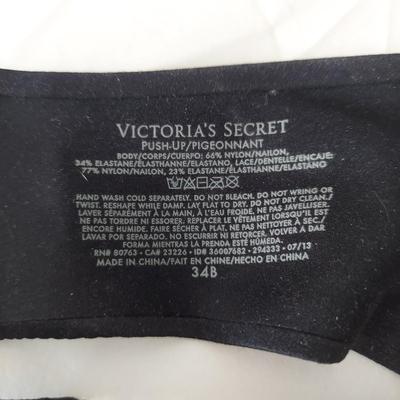 VICTORIA'S SECRET
PUSH-UP/PIGEONNANT
BODY/CORPS/CUERPO: 66% NYLON/NAILON,
34% ELASTANE/ÉLASTHANNE/ELASTANO, LACE/DENTELLE/ENCAJE:
77% NYLON/NAILON, 23% ELASTANE/ÉLASTHANNE/ELASTANO
HAND WASH COLD SEPARATELY. DO NOT BLEACH. DO NOT WRING OR
TWIST. RESHAPE WHILE DAMP. LAY FLAT TO DRY. DO NOT DRY CLEAN./
LAVER SÉPARÉMENT À LA MAIN, À L'EAU FROIDE. NE PAS JAVELLISER.
NE PAS TORDRE NI ESSORER. REPLACER LE VÊTEMENT LORSQU'IL EST
ENCORE HUMIDE. FAIRE SÉCHER À PLAT. NE PAS NETTOYER À SEC./
LAVAR POR SEPARADO. NO ESCURRIR NI RETORCER. VOLVER A DAR
FORMA MIENTRAS LA PRENDA ESTÉ HÚMEDA.
RN# 80763 • CA# 23226 • ID# 36007682 • 294333 • 07/13
MADE IN CHINA/FAIT EN CHINE/HECHO EN CHINA
34B